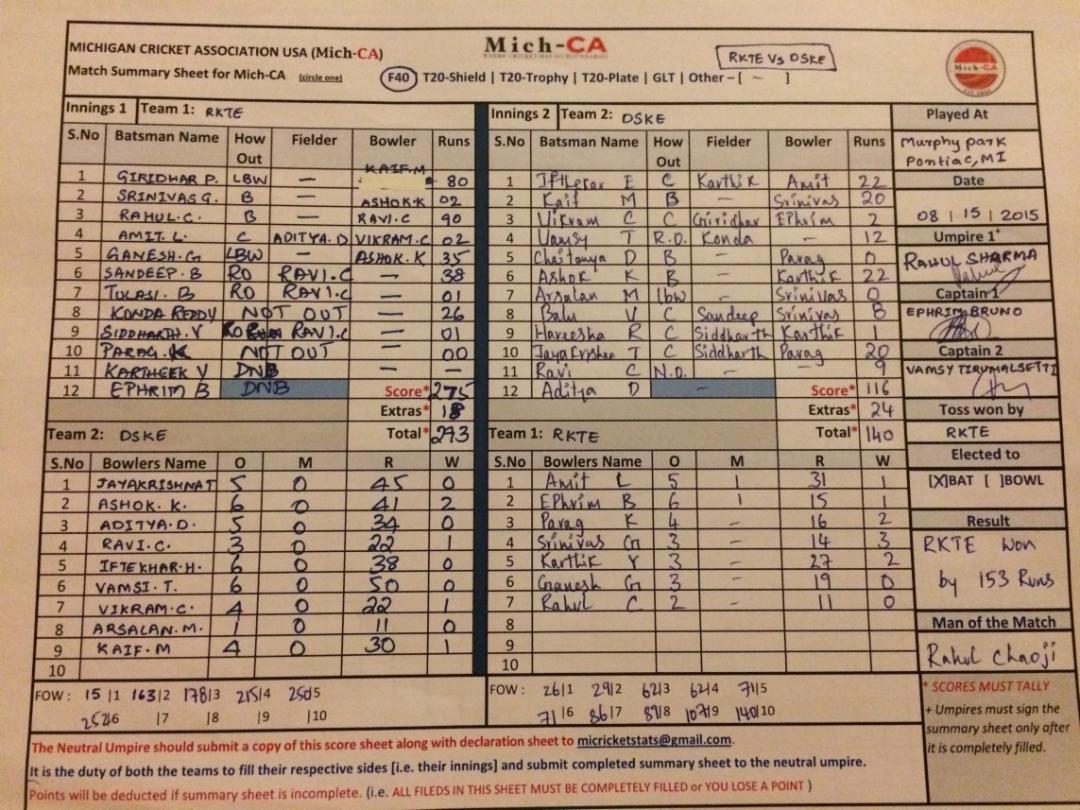 MICHIGAN CRICKET ASSOCIATION USA (Mich-CA)
Mich-CA
RKTE Vs DSKE
Match Summary Sheet for Mich-CA (circle one) F40 | T20-Shield | T20-Trophy | T20-Plate | GLT | Other – [ - ]
Mich-CA
Innings 1 Team 1: RKTE
S.No Batsman Name How Out Fielder Bowler Runs
1 GIRIDHAR P. LBW — KAIF.M 80
2 SRINIVAS G. B — ASHOK.K 02
3 RAHUL.C. B — RAVI.C 90
4 AMIT. L. C ADITYA.D VIKRAM.C 02
5 GANESH.G LBW — ASHOK.K 35
6 SANDEEP.B RO RAVI.C — 38
7 TULASI.B RO RAVI.C — 01
8 KONDA REDDY NOT OUT — 26
9 SIDDHARTH.V RO RAVI.C — 01
10 PARAG.K NOT OUT — 00
11 KARTHEEK V DNB — — —
12 EPHRIM B DNB Score* 275
Extras* 18
Team 2: DSKE Total* 293
S.No Bowlers Name O M R W
1 JAYAKRISHNA T 5 0 45 0
2 ASHOK. K. 6 0 41 2
3 ADITYA.D. 5 0 34 0
4 RAVI.C. 3 0 22 1
5 IFTEKHAR.H. 6 0 38 0
6 VAMSI.T. 6 0 50 0
7 VIKRAM.C. 4 0 22 1
8 ARSALAN.M. 1 0 11 0
9 KAIF.M 4 0 30 1
10
FOW: 15 |1 163|2 178|3 215|4 250|5
252|6 |7 |8 |9 |10
Innings 2 Team 2: DSKE
S.No Batsman Name How Out Fielder Bowler Runs
1 E C Karthik Amit 22
2 Kaif M B - Srinivas 20
3 Vikram C C Giridhar EPhrim 2
4 Vamsy T R.O. Konda - 12
5 Chaitanya D B - Parag 0
6 Ashok K B - Karthik 22
7 Arsalan M lbw - Srinivas 0
8 Balu V C Sandeep Srinivas 8
9 Hareesha R C Siddharth Karthik 1
10 Jaya Kryshna T C Siddharth Parag 20
11 Ravi C N.O. - - 9
12 Aditya D - Score* 116
Extras* 24
Team 1: RKTE Total* 140
S.No Bowlers Name O M R W
1 Amit L 5 1 31 1
2 EPhrim B 6 1 15 1
3 Parag K 4 - 16 2
4 Srinivas G 3 - 14 3
5 Karthik Y 3 - 27 2
6 Ganesh G 3 - 19 0
7 Rahul C 2 - 11 0
8
9
10
FOW: 26|1 29|2 62|3 62|4 71|5
71|6 86|7 87|8 107|9 140|10
Played At
Murphy park
Pontiac, MI
Date
08 | 15 | 2015
Umpire 1*
RAHUL SHARMA
Captain 1
EPHRIM BRUNO
Captain 2
VAMSY TIRUMALSETTI
Toss won by
RKTE
Elected to
[X]BAT [ ]BOWL
Result
RKTE Won
by 153 Runs
Man of the Match
Rahul Chaoji
* SCORES MUST TALLY
+ Umpires must sign the
summary sheet only after
it is completely filled.
The Neutral Umpire should submit a copy of this score sheet along with declaration sheet to micricketstats@gmail.com.
It is the duty of both the teams to fill their respective sides [i.e. their innings] and submit completed summary sheet to the neutral umpire.
Points will be deducted if summary sheet is incomplete. (i.e. ALL FILEDS IN THIS SHEET MUST BE COMPLETELY FILLED or YOU LOSE A POINT )